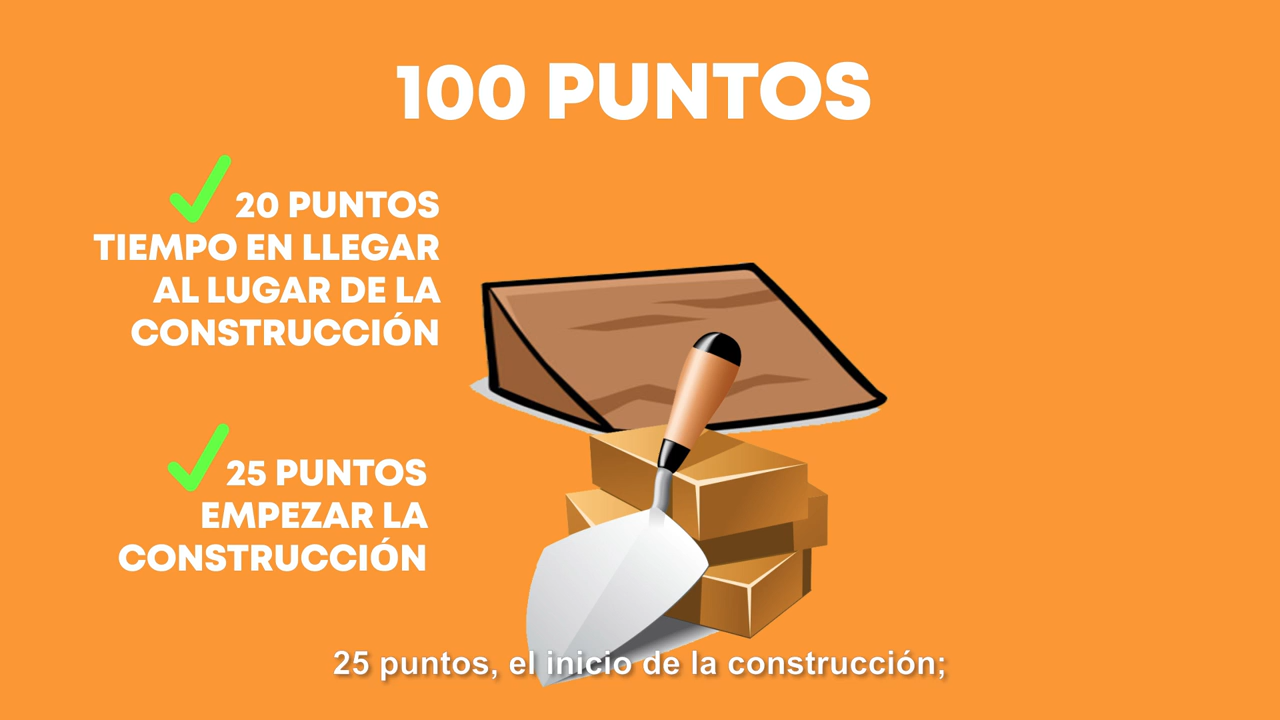 100 PUNTOS
20 PUNTOS
TIEMPO EN LLEGAR
AL LUGAR DE LA
CONSTRUCCIÓN
25 PUNTOS
EMPEZAR LA
CONSTRUCCIÓN
25 puntos, el inicio de la construcción;